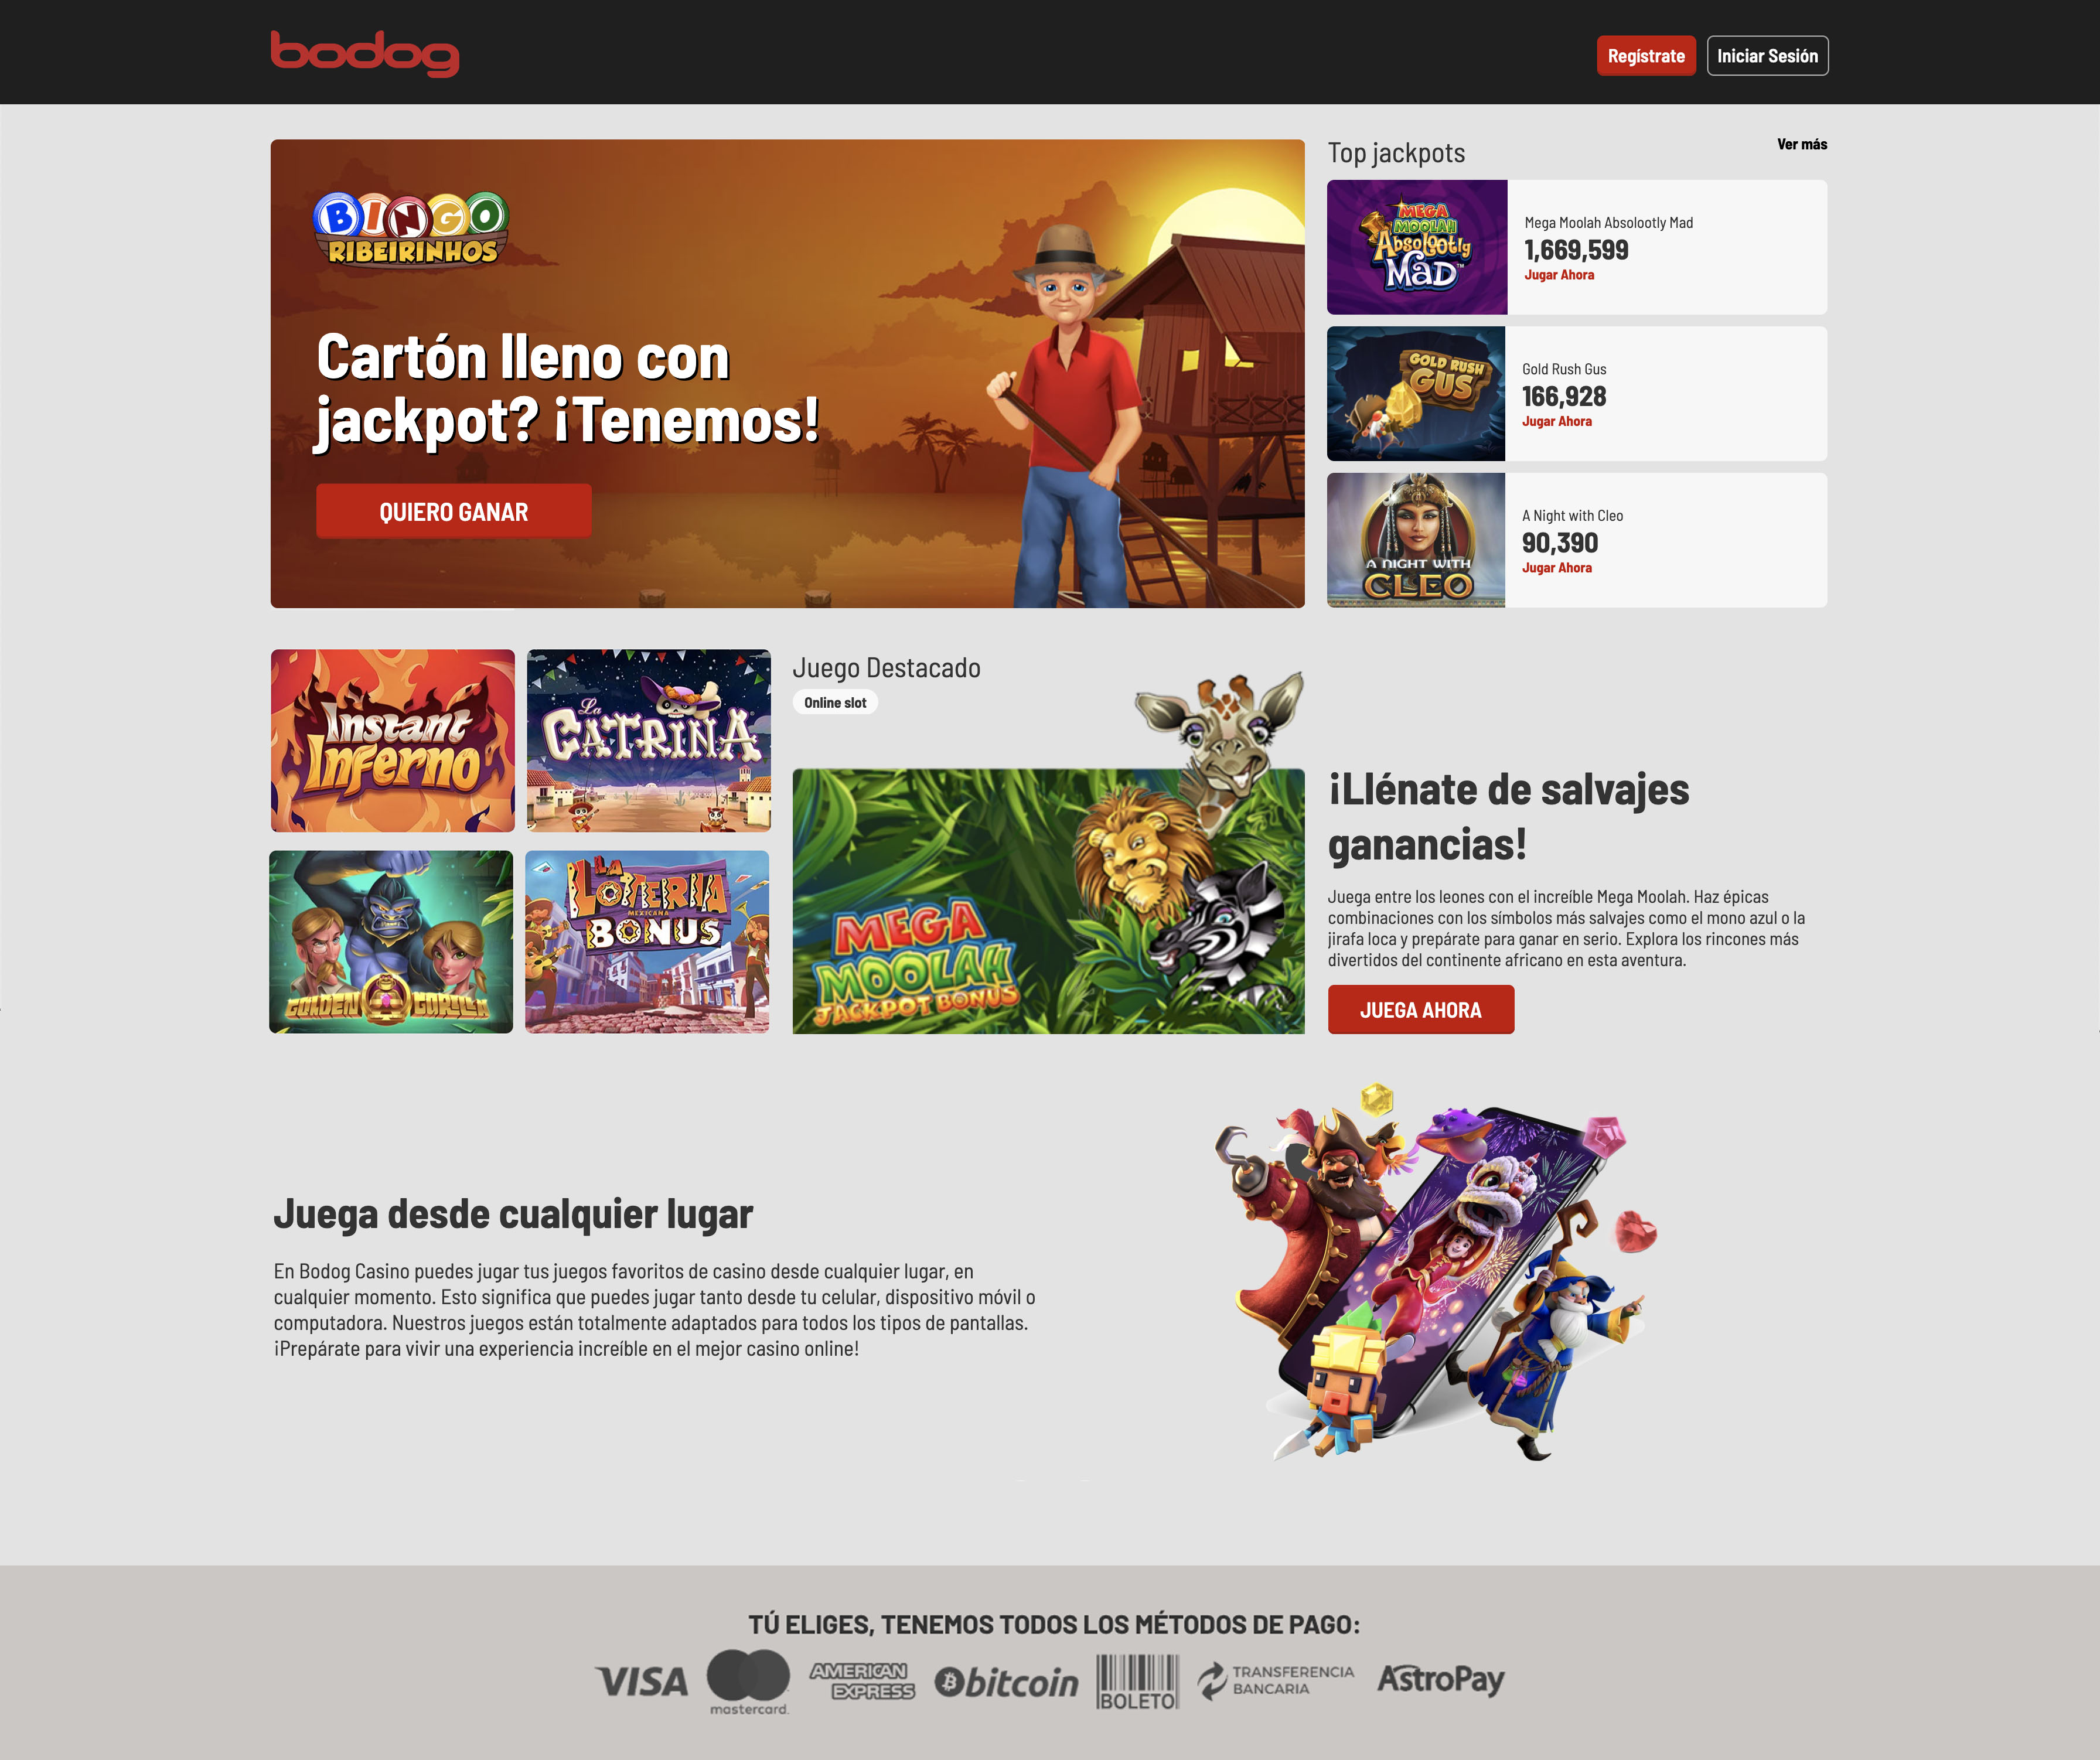 bodog
Regístrate
Iniciar Sesión
BINGO
RIBEIRINHOS
Cartón lleno con
jackpot? ¡Tenemos!
QUIERO GANAR
Top jackpots
Ver más
MEGA
MOOLAH
Absolootly
MAD™
Mega Moolah Absolootly Mad
1,669,599
Jugar Ahora
GOLD RUSH
GUS
Gold Rush Gus
166,928
Jugar Ahora
A NIGHT WITH
CLEO
A Night with Cleo
90,390
Jugar Ahora
Instant
Inferno
La
CATRINA
GOLDEN GORILLA
LA
LOTERIA
MEXICANA
BONUS
Juego Destacado
Online slot
MEGA
MOOLAH
JACKPOT BONUS
¡Llénate de salvajes
ganancias!
Juega entre los leones con el increíble Mega Moolah. Haz épicas
combinaciones con los símbolos más salvajes como el mono azul o la
jirafa loca y prepárate para ganar en serio. Explora los rincones más
divertidos del continente africano en esta aventura.
JUEGA AHORA
Juega desde cualquier lugar
En Bodog Casino puedes jugar tus juegos favoritos de casino desde cualquier lugar, en
cualquier momento. Esto significa que puedes jugar tanto desde tu celular, dispositivo móvil o
computadora. Nuestros juegos están totalmente adaptados para todos los tipos de pantallas.
¡Prepárate para vivir una experiencia increíble en el mejor casino online!
TÚ ELIGES, TENEMOS TODOS LOS MÉTODOS DE PAGO:
VISA
mastercard
AMERICAN
EXPRESS
bitcoin
BOLETO
TRANSFERENCIA
BANCARIA
AstroPay